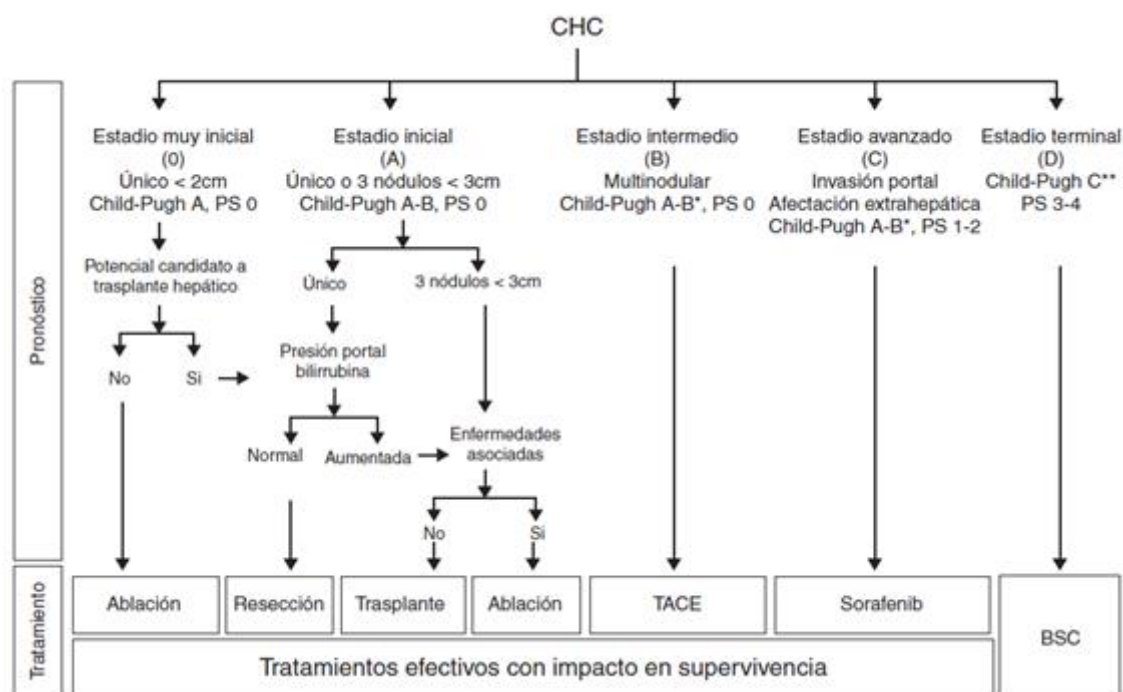 CHC
Pronóstico
Estadio muy inicial
(0)
Único < 2cm
Child-Pugh A, PS 0
Estadio inicial
(A)
Único o 3 nódulos < 3cm
Child-Pugh A-B, PS 0
Estadio intermedio
(B)
Multinodular
Child-Pugh A-B*, PS 0
Estadio avanzado
(C)
Invasión portal
Afectación extrahepática
Child-Pugh A-B*, PS 1-2
Estadio terminal
(D)
Child-Pugh C**
PS 3-4
Potencial candidato a
trasplante hepático
No
Si
Único
3 nódulos < 3cm
Presión portal
bilirrubina
Normal
Aumentada
Enfermedades
asociadas
No
Si
Tratamiento
Ablación
Resección
Trasplante
Ablación
TACE
Sorafenib
BSC
Tratamientos efectivos con impacto en supervivencia